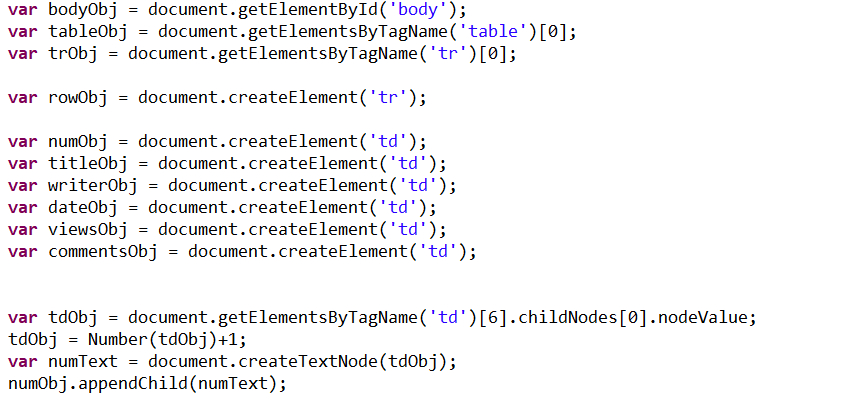 var bodyObj = document.getElementById('body');
var tableObj = document.getElementsByTagName('table')[0];
var trObj = document.getElementsByTagName('tr')[0];
var rowObj = document.createElement('tr');
var numObj = document.createElement('td');
var titleObj = document.createElement('td');
var writerObj = document.createElement('td');
var dateObj = document.createElement('td');
var viewsObj = document.createElement('td');
var commentsObj = document.createElement('td');
var tdObj = document.getElementsByTagName('td')[6].childNodes[0].nodeValue;
tdObj = Number(tdObj)+1;
var numText = document.createTextNode(tdObj);
numObj.appendChild(numText);